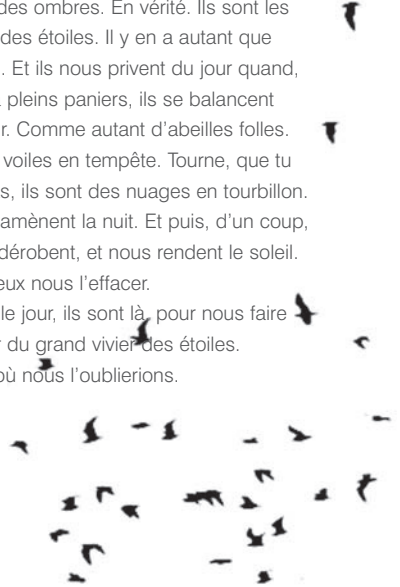 des ombres. En vérité. Ils sont les
des étoiles. Il y en a autant que
. Et ils nous privent du jour quand,
pleins paniers, ils se balancent
r. Comme autant d'abeilles folles.
voiles en tempête. Tourne, que tu
s, ils sont des nuages en tourbillon.
amènent la nuit. Et puis, d'un coup,
dérobent, et nous rendent le soleil.
eux nous l'effacer.
le jour, ils sont là, pour nous faire
r du grand vivier des étoiles.
où nous l'oublierions.